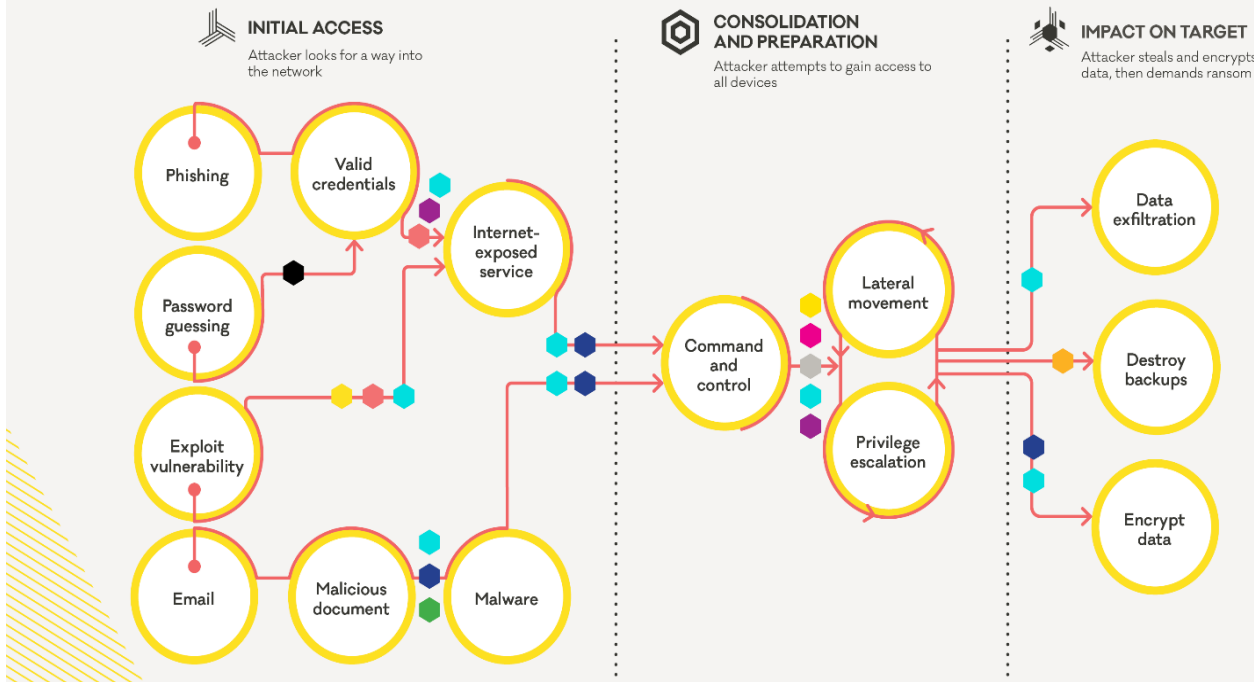 INITIAL ACCESS
Attacker looks for a way into
the network
CONSOLIDATION
AND PREPARATION
Attacker attempts to gain access to
all devices
IMPACT ON TARGET
Attacker steals and encrypts
data, then demands ransom
Phishing
Valid
credentials
Internet-
exposed
service
Password
guessing
Exploit
vulnerability
Email
Malicious
document
Malware
Command
and
control
Lateral
movement
Privilege
escalation
Data
exfiltration
Destroy
backups
Encrypt
data